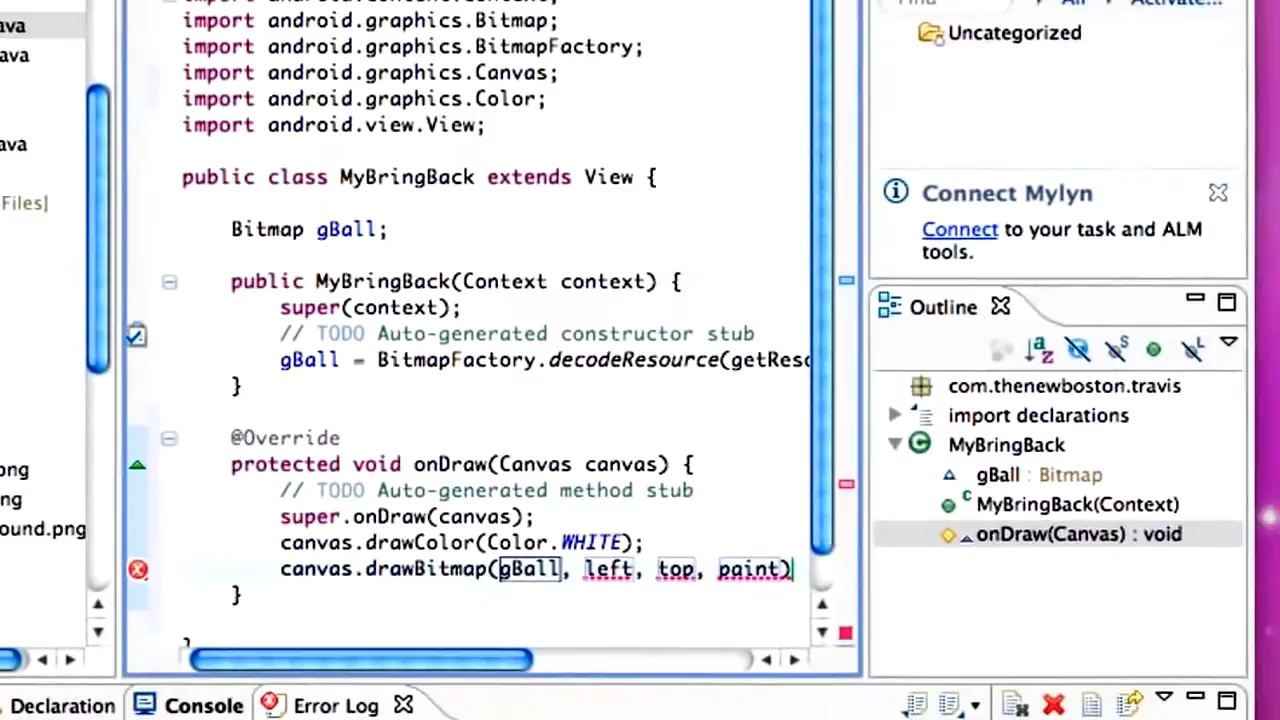 ava
ava
ava
Files]
png
ng
ound.png
import android.graphics.Bitmap;
import android.graphics.BitmapFactory;
import android.graphics.Canvas;
import android.graphics.Color;
import android.view.View;
public class MyBringBack extends View {
Bitmap gBall;
public MyBringBack(Context context) {
super(context);
// TODO Auto-generated constructor stub
gBall = BitmapFactory.decodeResource(getReso
}
@Override
protected void onDraw(Canvas canvas) {
// TODO Auto-generated method stub
super.onDraw(canvas);
canvas.drawColor(Color.WHITE);
canvas.drawBitmap(gBall, left, top, paint)
}
Uncategorized
Connect Mylyn
Connect to your task and ALM
tools.
Outline
com.thenewboston.travis
import declarations
MyBringBack
gBall : Bitmap
MyBringBack(Context)
onDraw(Canvas) : void
Declaration
Console
Error Log